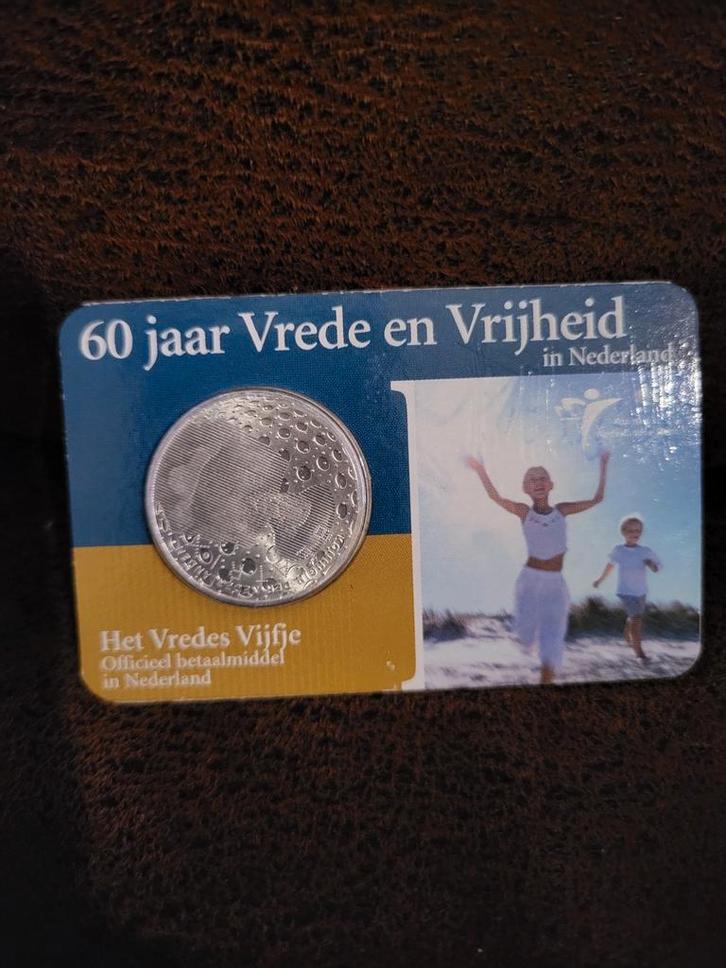 60 jaar Vrede en Vrijheid
in Nederland
Het Vredes Vijfje
Officieel betaalmiddel
in Nederland